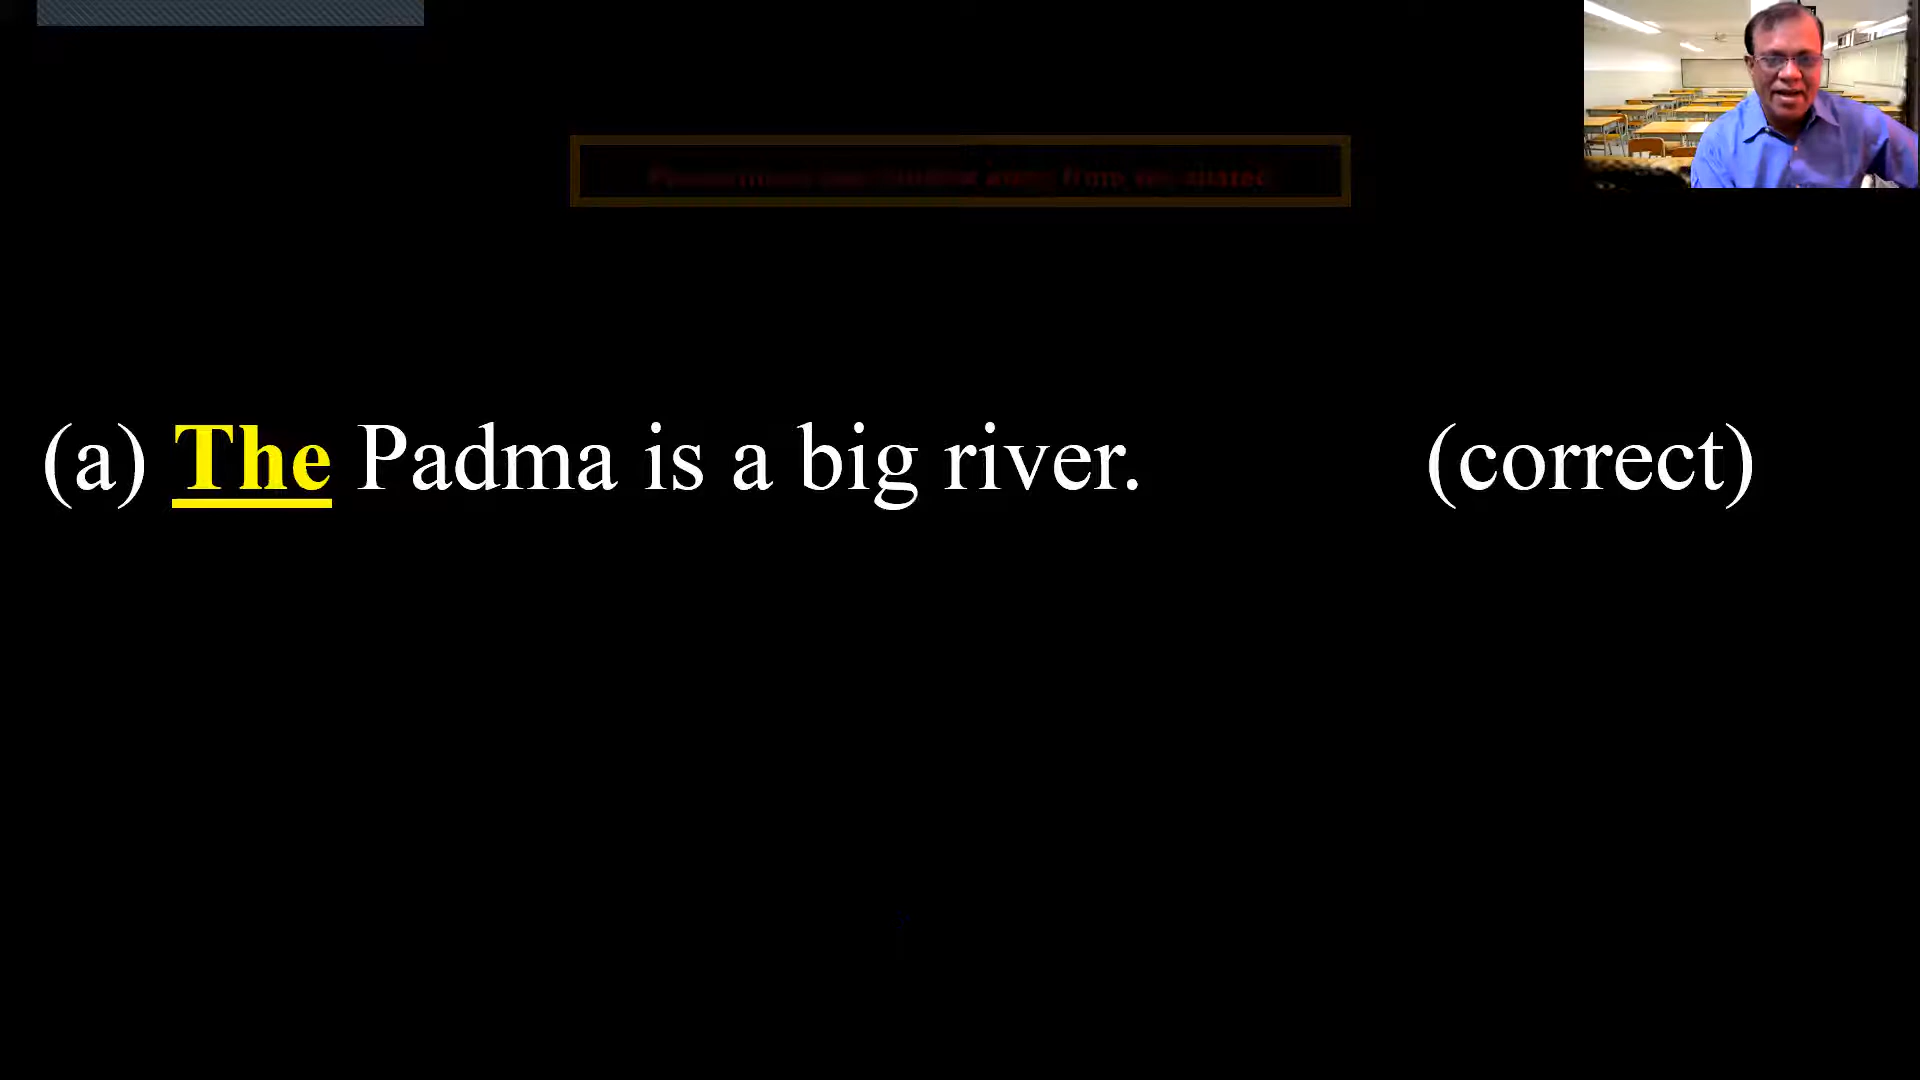 (a) The Padma is a big river. (correct)